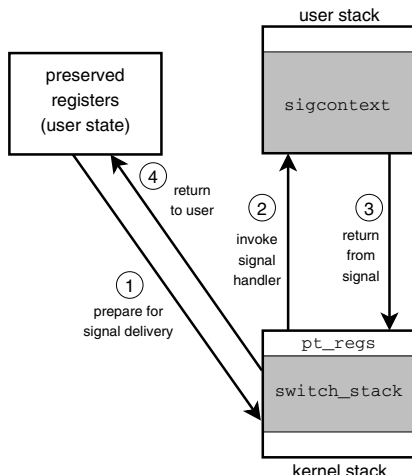 user stack
preserved
registers
(user state)
sigcontext
4
return
to user
2
invoke
signal
handler
3
return
from
signal
1
prepare for
signal delivery
pt_regs
switch_stack
kernel stack